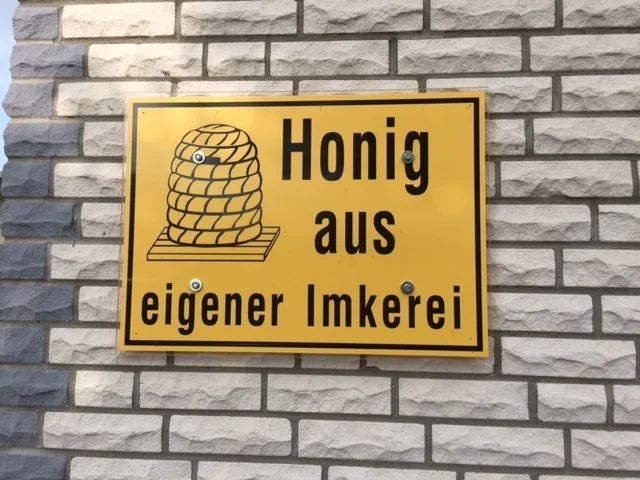 Honig
aus
eigener Imkerei